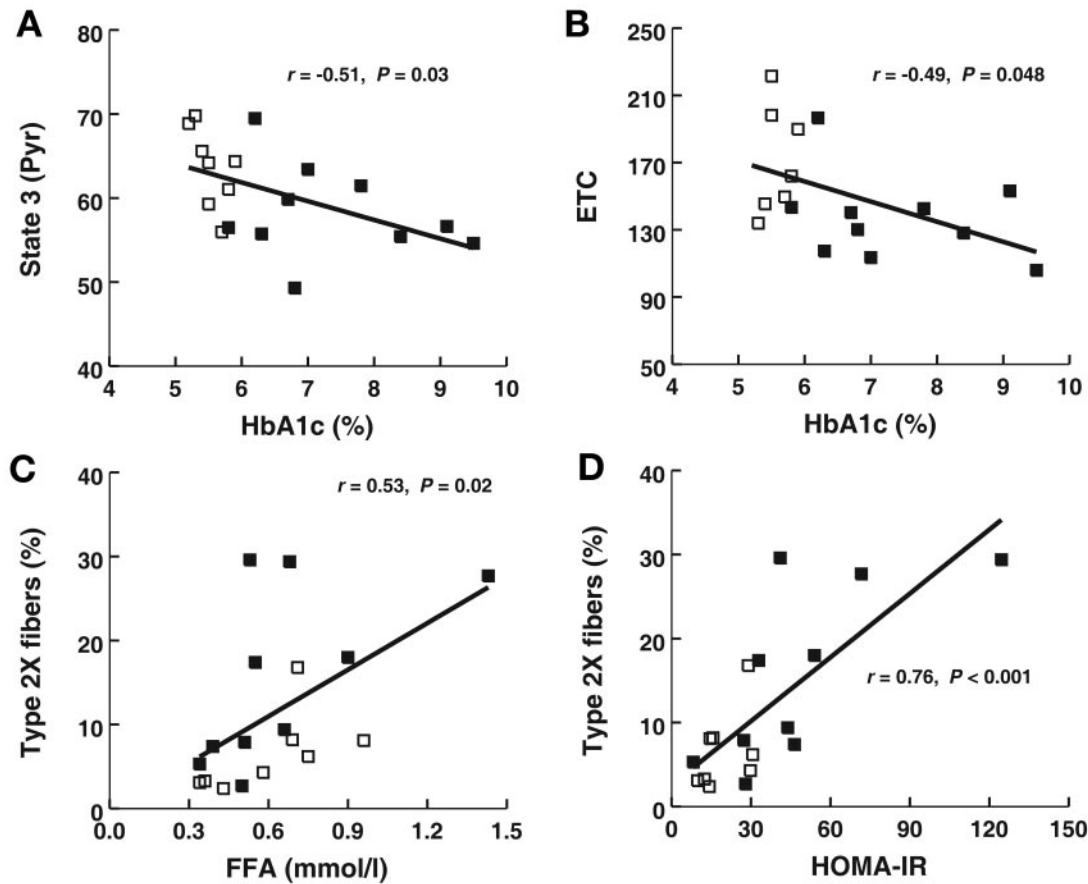 A
80
70
60
50
40
State 3 (Pyr)
r = -0.51, P = 0.03
4 5 6 7 8 9 10
HbA1c (%)
B
250
210
170
130
90
50
ETC
r = -0.49, P = 0.048
4 5 6 7 8 9 10
HbA1c (%)
C
40
30
20
10
0
Type 2X fibers (%)
r = 0.53, P = 0.02
0.0 0.3 0.6 0.9 1.2 1.5
FFA (mmol/l)
D
40
30
20
10
0
Type 2X fibers (%)
r = 0.76, P < 0.001
0 30 60 90 120 150
HOMA-IR